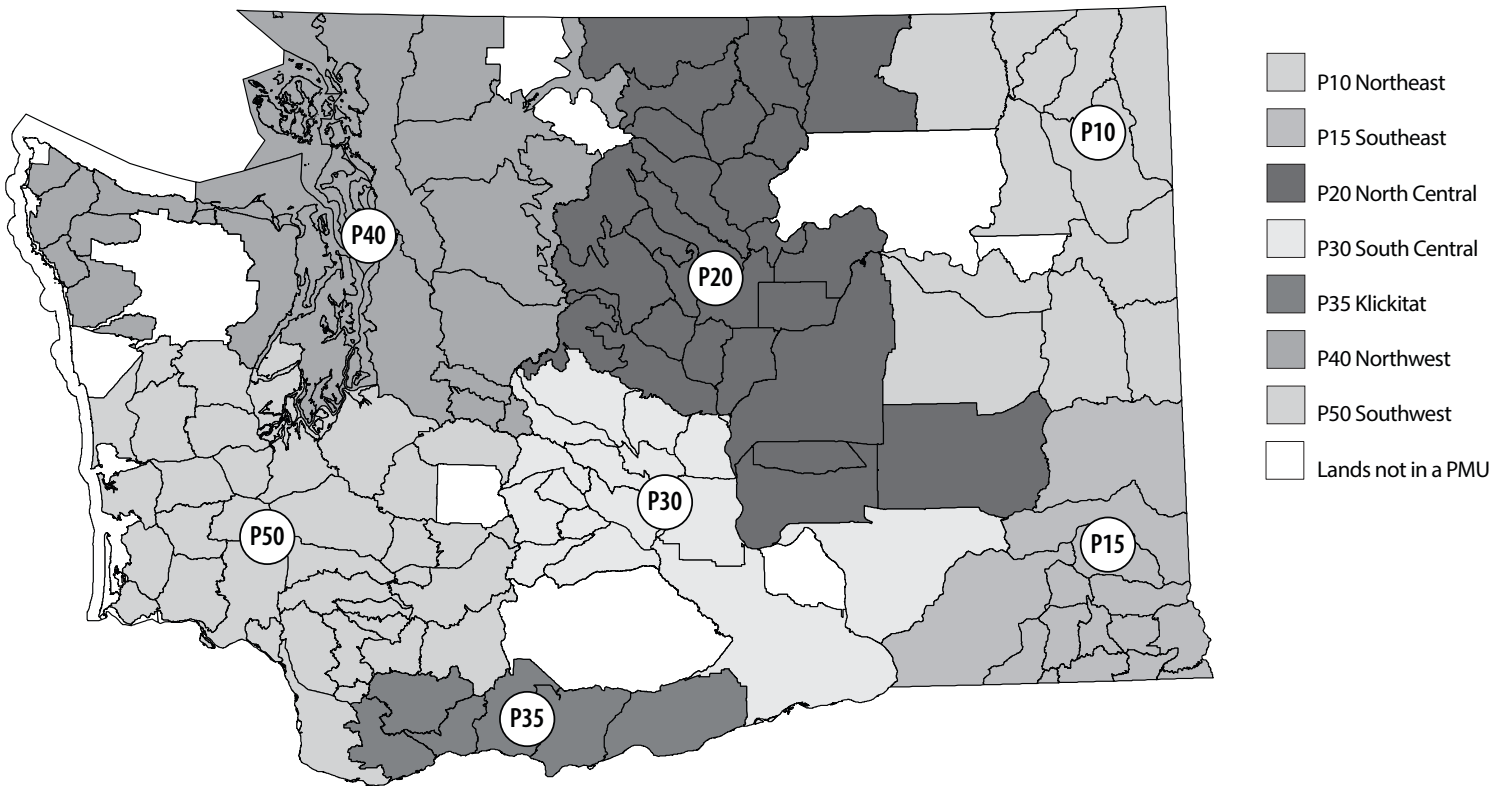 P10
P40
P20
P30
P50
P15
P35
P10 Northeast
P15 Southeast
P20 North Central
P30 South Central
P35 Klickitat
P40 Northwest
P50 Southwest
Lands not in a PMU